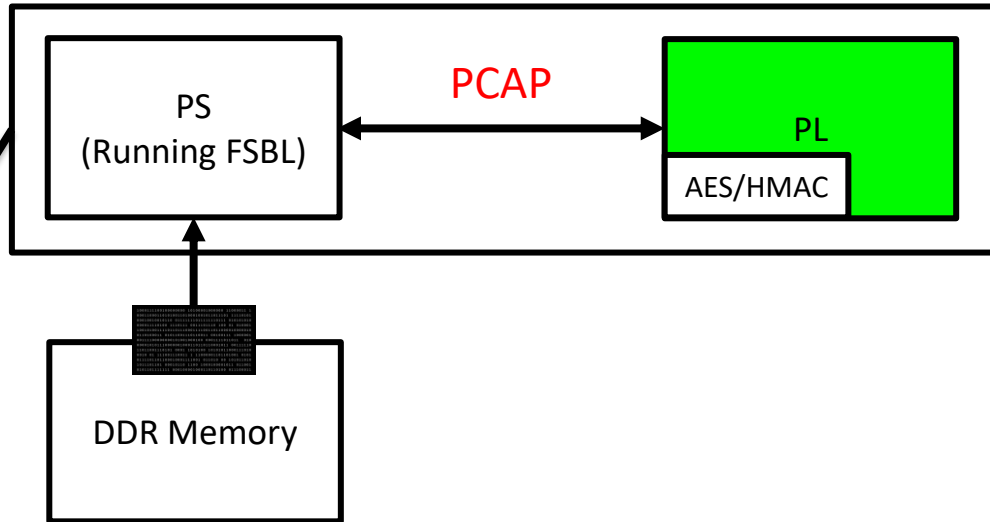 PS
(Running FSBL)
PCAP
PL
AES/HMAC
DDR Memory